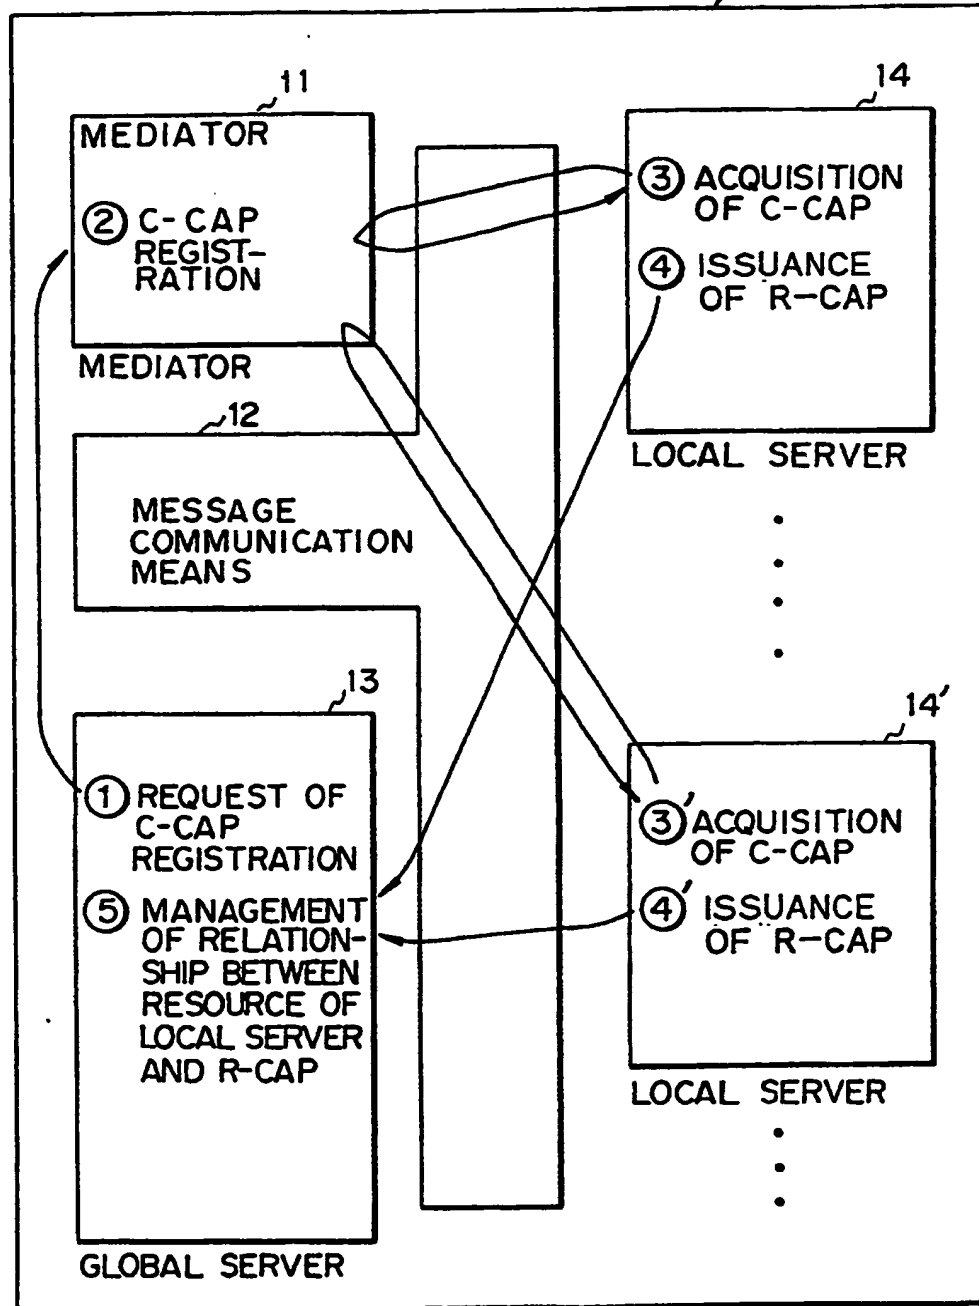 11
MEDIATOR
② C-CAP
REGIST-
RATION
MEDIATOR
12
MESSAGE
COMMUNICATION
MEANS
13
① REQUEST OF
C-CAP
REGISTRATION
⑤ MANAGEMENT
OF RELATION-
SHIP BETWEEN
RESOURCE OF
LOCAL SERVER
AND R-CAP
GLOBAL SERVER
14
③ ACQUISITION
OF C-CAP
④ ISSUANCE
OF R-CAP
LOCAL SERVER
14'
③' ACQUISITION
OF C-CAP
④' ISSUANCE
OF R-CAP
LOCAL SERVER